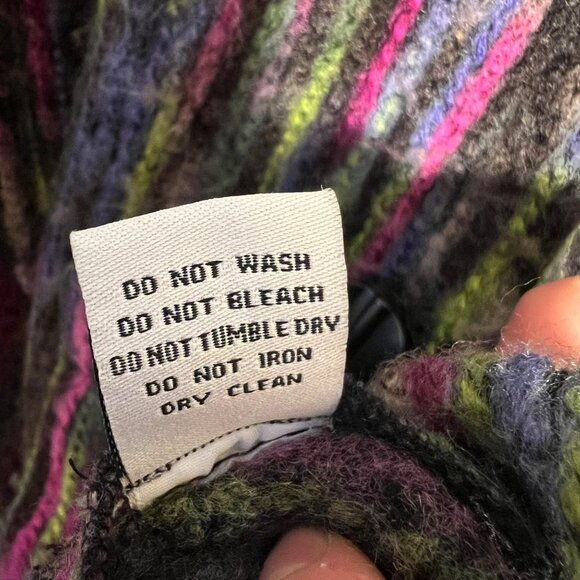 DO NOT WASH
DO NOT BLEACH
DO NOT TUMBLE DRY
DO NOT IRON
DRY CLEAN